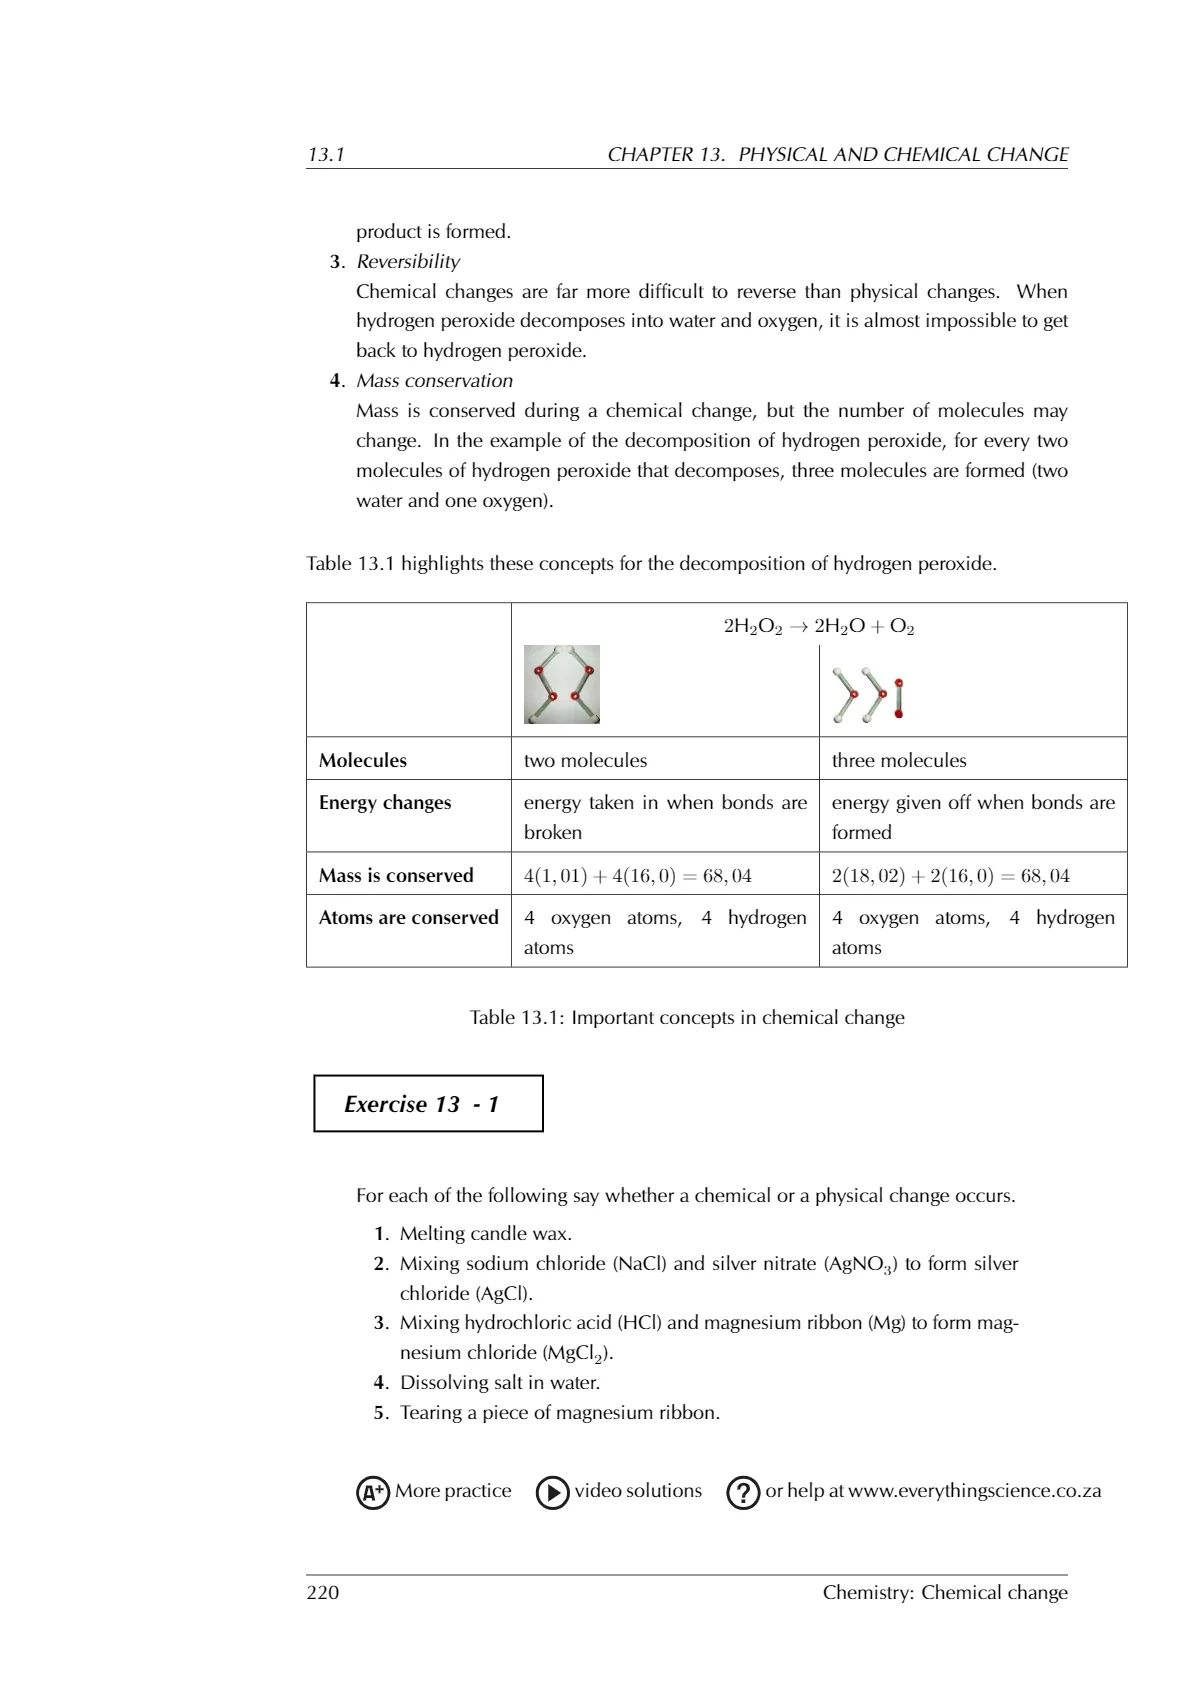 13.1 CHAPTER 13. PHYSICAL AND CHEMICAL CHANGE
product is formed.
3. Reversibility
Chemical changes are far more difficult to reverse than physical changes. When
hydrogen peroxide decomposes into water and oxygen, it is almost impossible to get
back to hydrogen peroxide.
4. Mass conservation
Mass is conserved during a chemical change, but the number of molecules may
change. In the example of the decomposition of hydrogen peroxide, for every two
molecules of hydrogen peroxide that decomposes, three molecules are formed (two
water and one oxygen).
Table 13.1 highlights these concepts for the decomposition of hydrogen peroxide.
2H₂O₂ → 2H₂O + O₂
Molecules two molecules three molecules
Energy changes energy taken in when bonds are energy given off when bonds are
broken formed
Mass is conserved 4(1,01) + 4(16,0) = 68,04 2(18,02) + 2(16,0) = 68,04
Atoms are conserved 4 oxygen atoms, 4 hydrogen 4 oxygen atoms, 4 hydrogen
atoms atoms
Table 13.1: Important concepts in chemical change
Exercise 13 - 1
For each of the following say whether a chemical or a physical change occurs.
1. Melting candle wax.
2. Mixing sodium chloride (NaCl) and silver nitrate (AgNO₃) to form silver
chloride (AgCl).
3. Mixing hydrochloric acid (HCl) and magnesium ribbon (Mg) to form mag-
nesium chloride (MgCl₂).
4. Dissolving salt in water.
5. Tearing a piece of magnesium ribbon.
A+ More practice video solutions ? or help at www.everythingscience.co.za
220 Chemistry: Chemical change